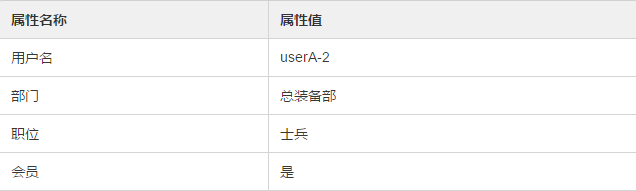 属性名称 属性值
用户名 userA-2
部门 总装备部
职位 士兵
会员 是